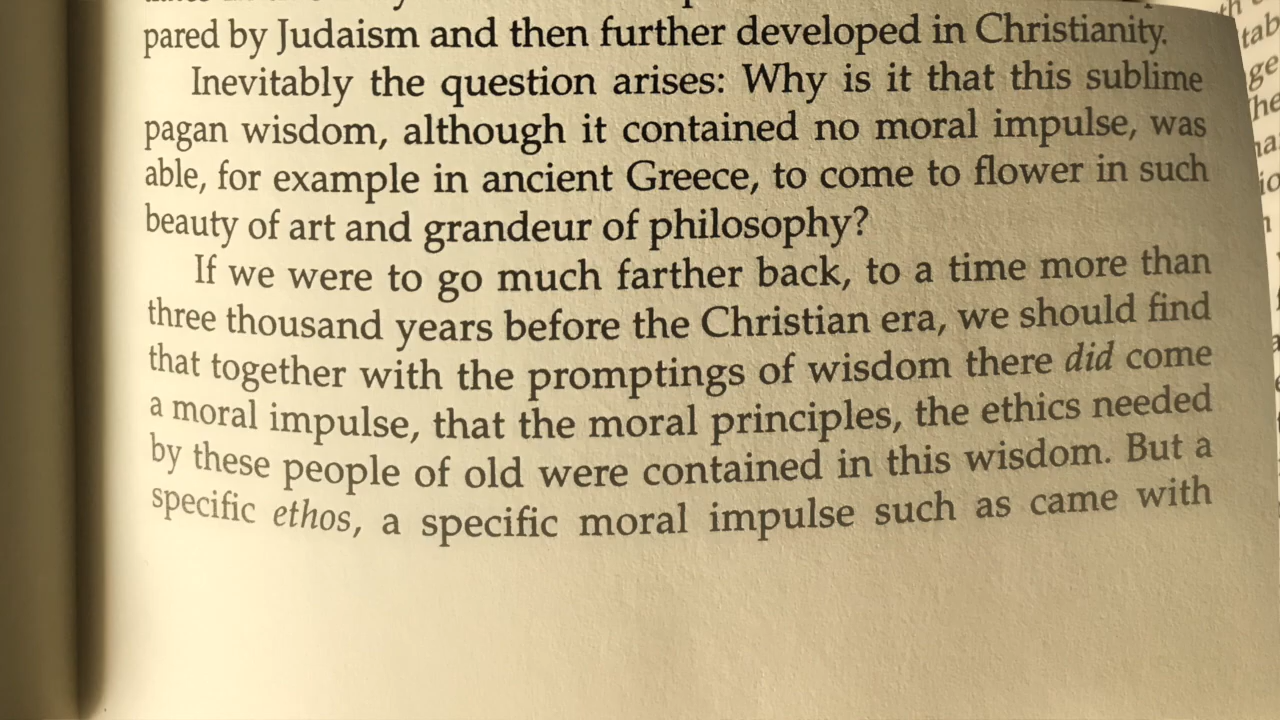 pared by Judaism and then further developed in Christianity.
Inevitably the question arises: Why is it that this sublime
pagan wisdom, although it contained no moral impulse, was
able, for example in ancient Greece, to come to flower in such
beauty of art and grandeur of philosophy?
If we were to go much farther back, to a time more than
three thousand years before the Christian era, we should find
that together with the promptings of wisdom there did come
a moral impulse, that the moral principles, the ethics needed
by these people of old were contained in this wisdom. But a
specific ethos, a specific moral impulse such as came with